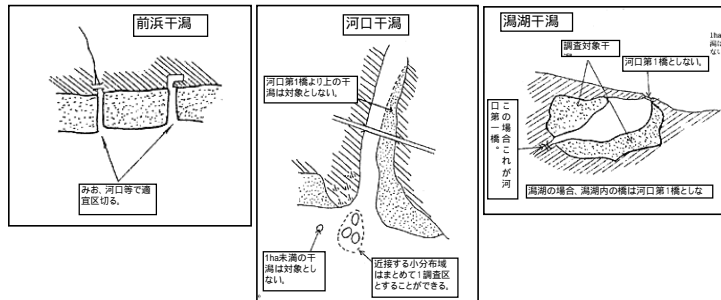 前浜干潟
みお、河口等で適
宜区切る。
河口干潟
河口第1橋より上の干
潟は対象としない。
1ha未満の干
潟は対象とし
ない。
近接する小分布域
はまとめて1調査区
とすることができる。
潟湖干潟
調査対象干
河口第1橋としない。
この場合これが河
口第一橋。
潟湖の場合、潟湖内の橋は河口第1橋としな
1ha
潟は
ない